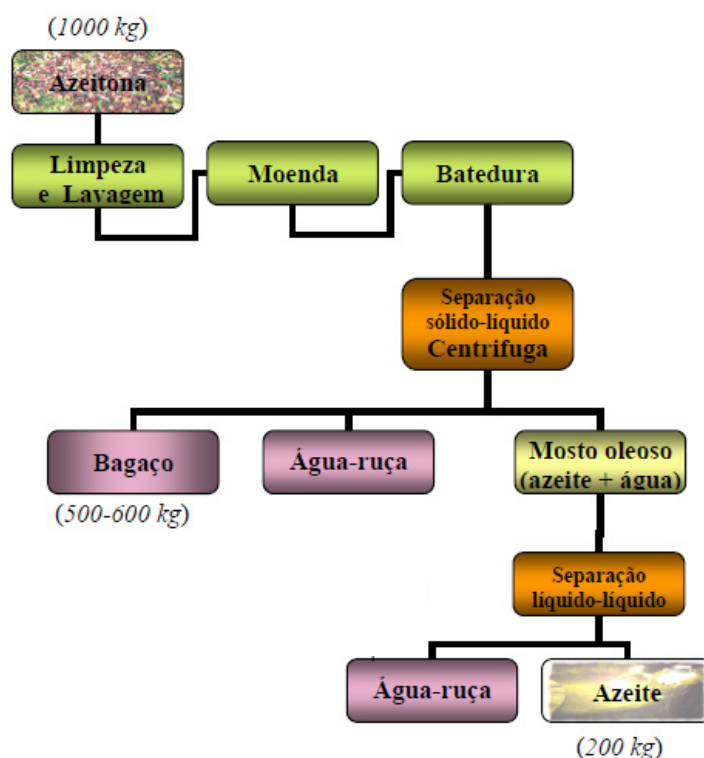 (1000 kg)
Azeitona
Limpeza
e Lavagem
Moenda
Batedura
Separação
sólido-líquido
Centrifuga
Bagaço
(500-600 kg)
Água-ruça
Mosto oleoso
(azeite + água)
Separação
líquido-líquido
Água-ruça
Azeite
(200 kg)